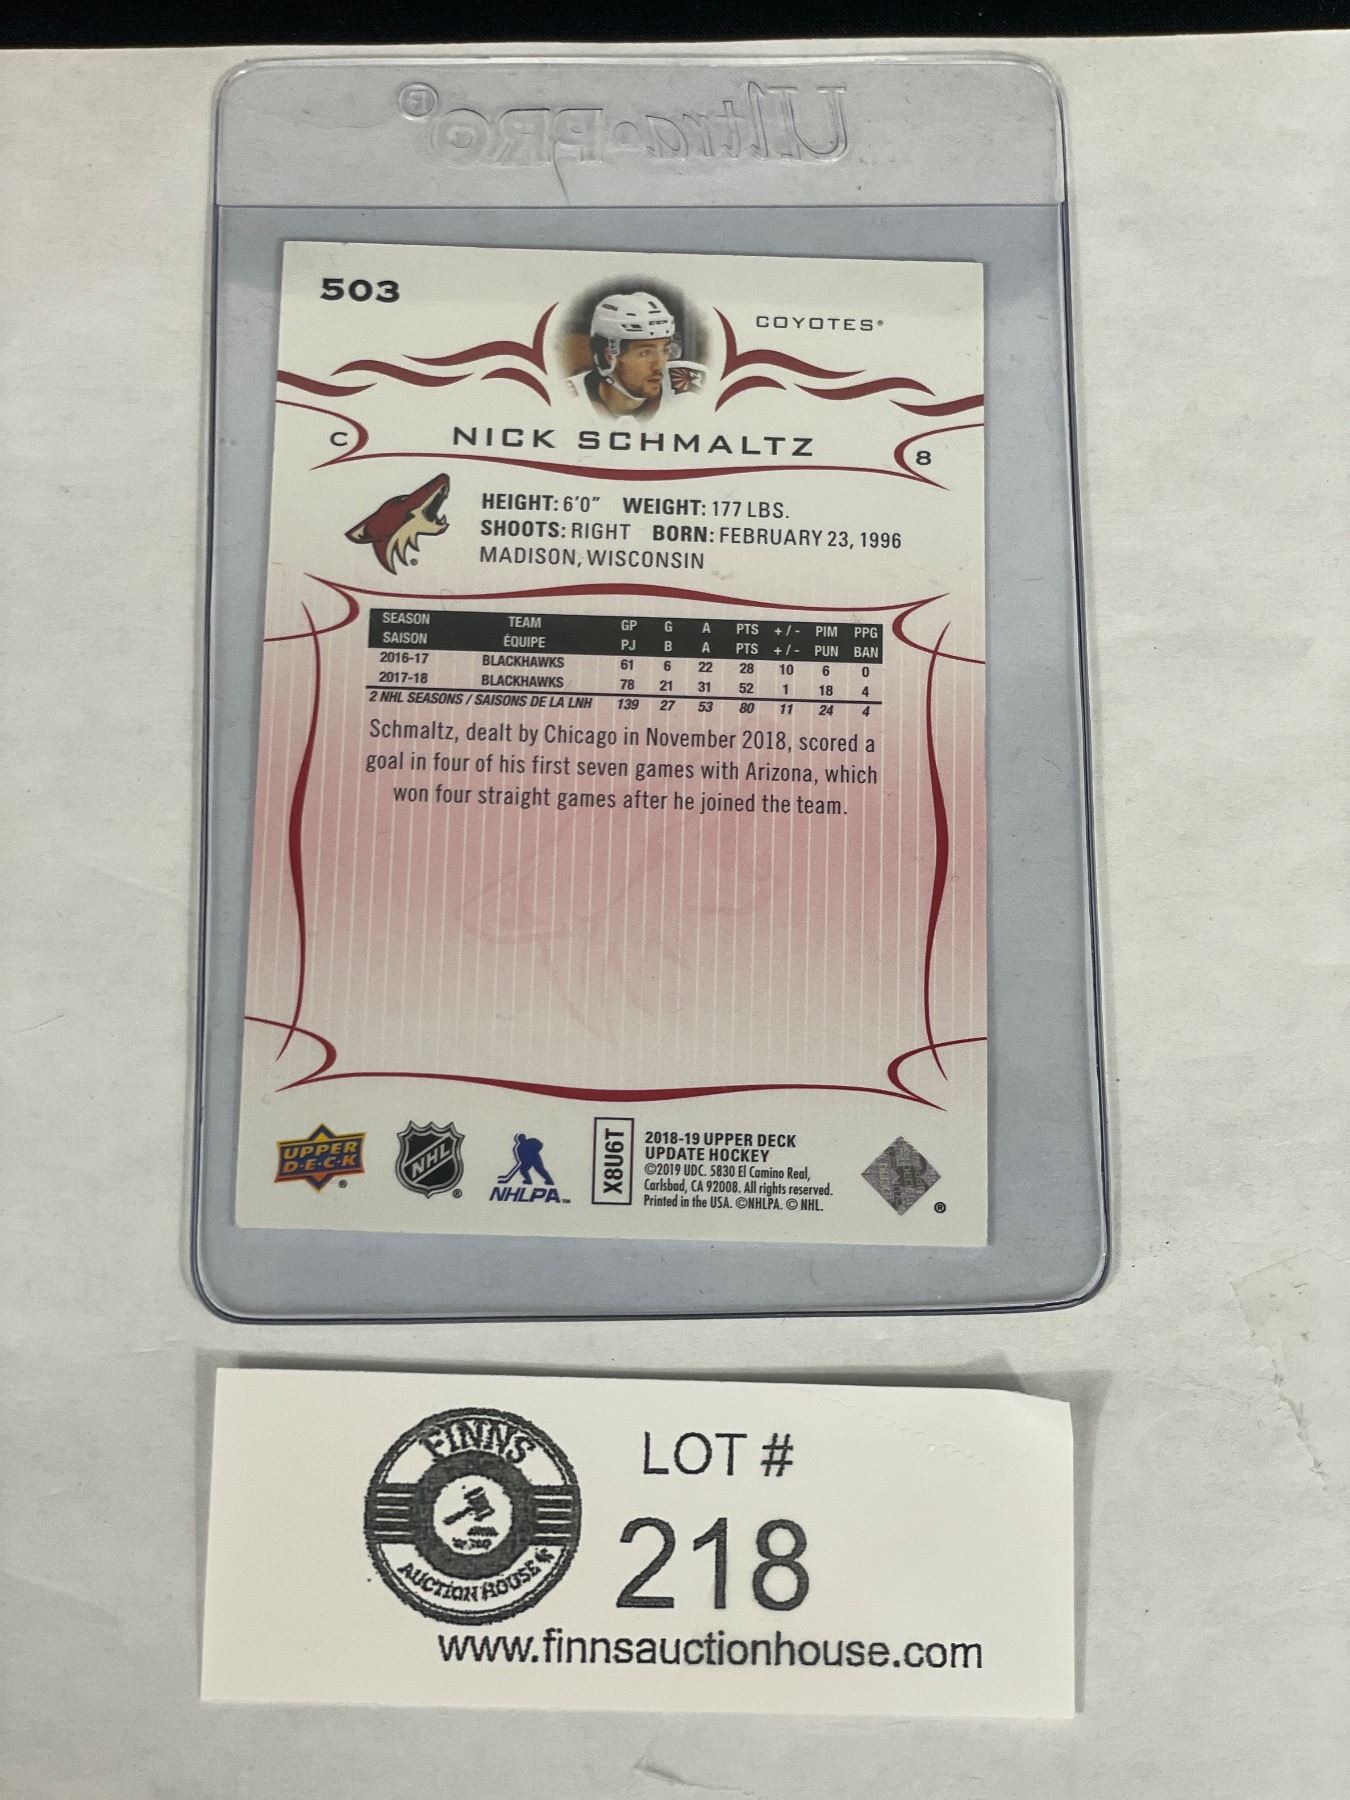 Ultra PRO®
503
COYOTES®
C
NICK SCHMALTZ
8
HEIGHT: 6'0" WEIGHT: 177 LBS.
SHOOTS: RIGHT BORN: FEBRUARY 23, 1996
MADISON, WISCONSIN
SEASON TEAM GP G A PTS +/- PIM PPG
SAISON ÉQUIPE PJ B A PTS +/- PUN BAN
2016-17 BLACKHAWKS 61 6 22 28 10 6 0
2017-18 BLACKHAWKS 78 21 31 52 1 18 4
2 NHL SEASONS / SAISONS DE LA LNH 139 27 53 80 11 24 4
Schmaltz, dealt by Chicago in November 2018, scored a
goal in four of his first seven games with Arizona, which
won four straight games after he joined the team.
UPPER
D·E·C·K®
NHL®
NHLPA™
X8U6T
2018-19 UPPER DECK
UPDATE HOCKEY
©2019 UDC. 5830 El Camino Real,
Carlsbad, CA 92008. All rights reserved.
Printed in the USA. ©NHLPA. © NHL.
®
FINNS
AUCTION HOUSE
LOT #
218
www.finnsauctionhouse.com